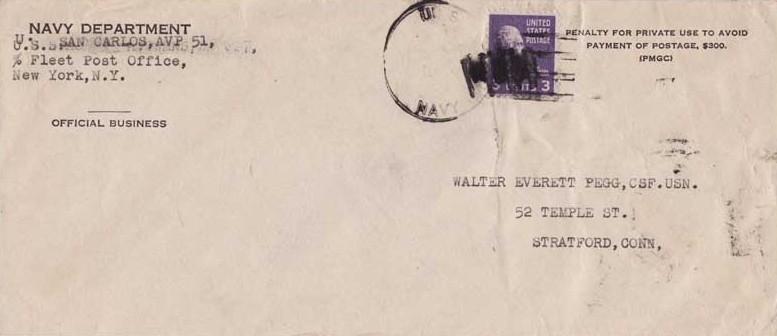 NAVY DEPARTMENT
U.S.S. SAN CARLOS, AVP 51,
% Fleet Post Office,
New York, N.Y.
OFFICIAL BUSINESS
U. S.
NAVY
UNITED
STATES
POSTAGE
3
PENALTY FOR PRIVATE USE TO AVOID
PAYMENT OF POSTAGE, $300.
(PMGC)
WALTER EVERETT PEGG, CSF. USN.
52 TEMPLE ST.
STRATFORD, CONN,